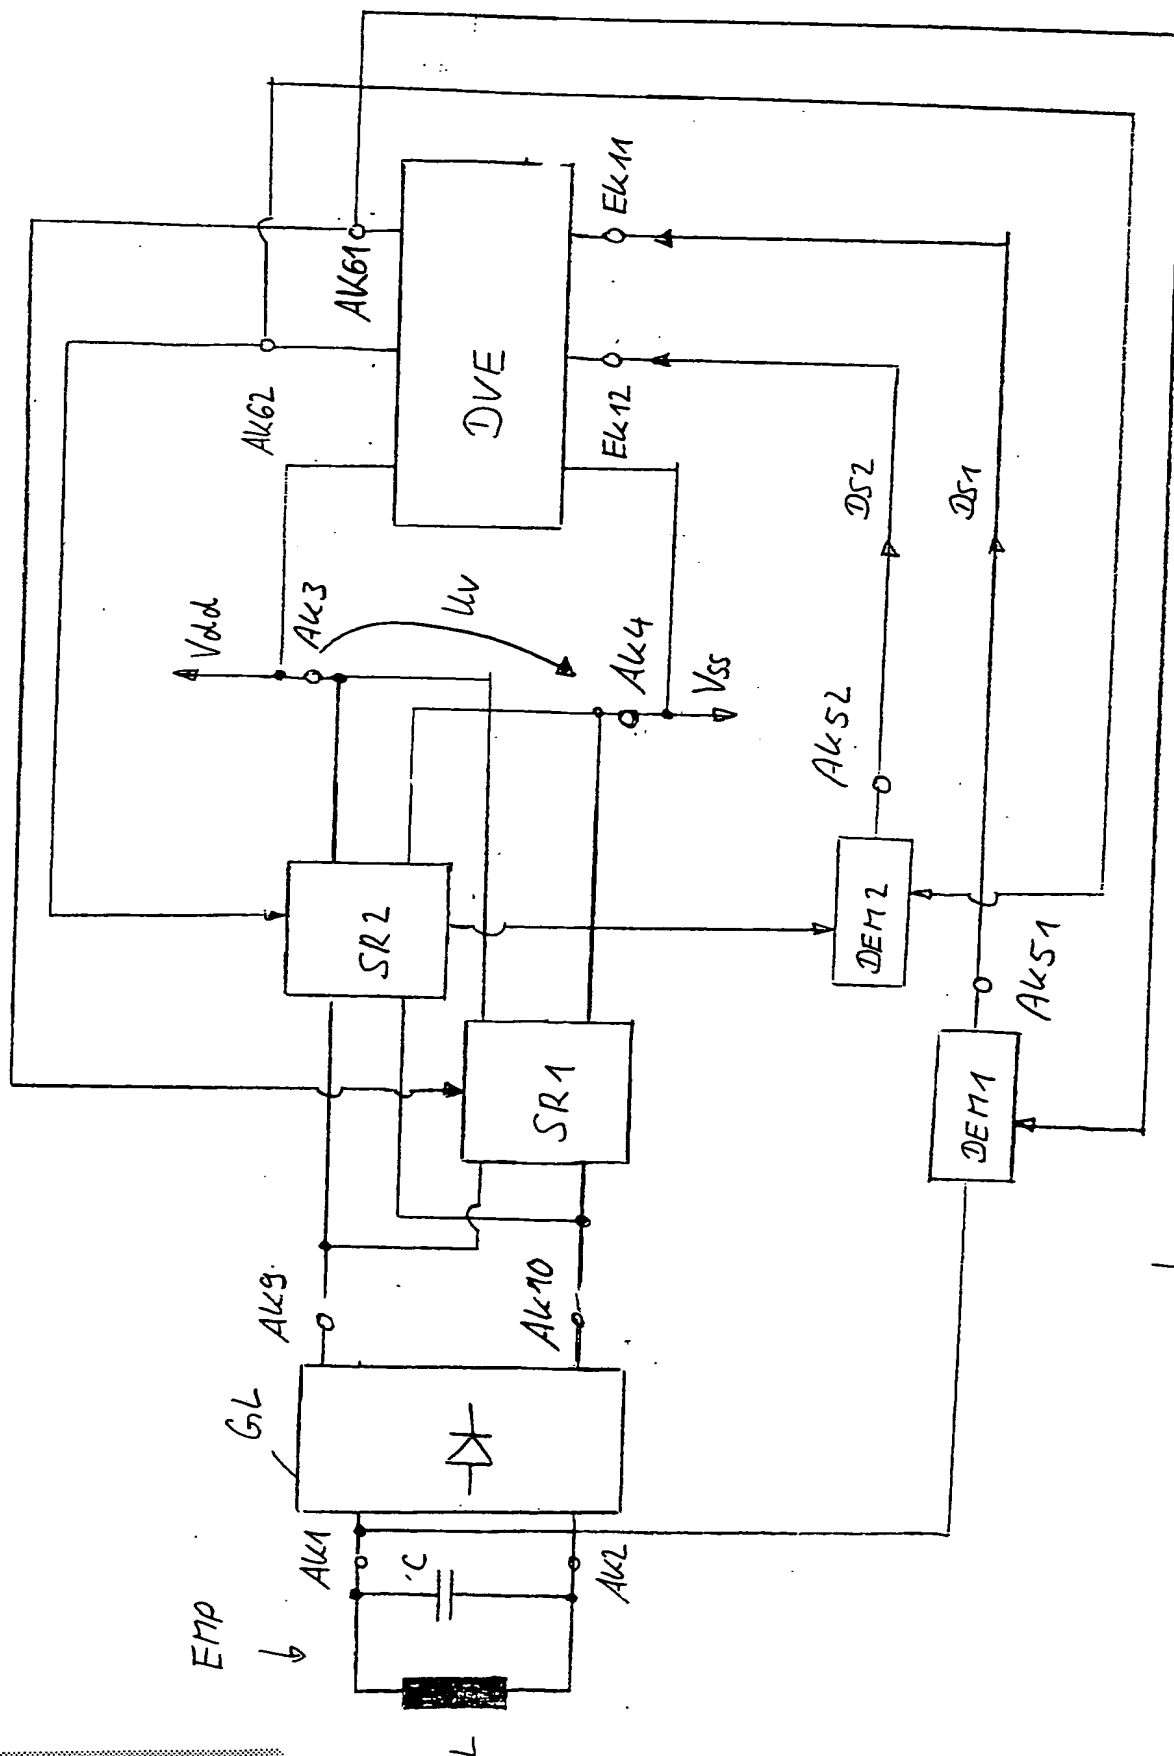 EMP
L
C
AK1
AK2
GL
AK9.
AK10
SR2
SR1
Vdd
AK3
UV
AK4
Vss
AK62
AK61
DVE
EK12
EK11
DEM2
AK52
DS2
DEM1
AK51
DS1